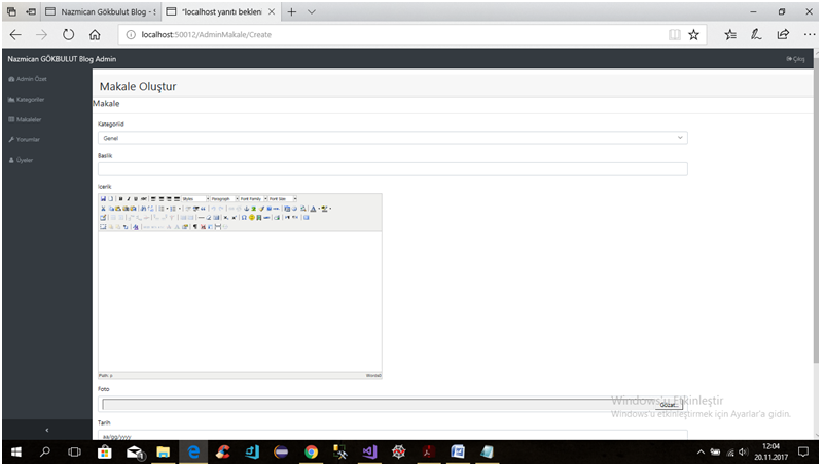 Nazmican Gökbulut Blog - S
"localhost yanıtı bekleni
localhost:50012/AdminMakale/Create
Nazmican GÖKBULUT Blog Admin
Çıkış
Admin Özet
Kategoriler
Makaleler
Yorumlar
Üyeler
Makale Oluştur
Makale
KategoriId
Genel
Baslik
Icerik
Styles Paragraph Font Family Font Size
Path: p
Words:0
Foto
Gözat...
Windows'u Etkinleştir
Windows'u etkinleştirmek için Ayarlar'a gidin.
Tarih
aa/gg/yyyy
12:04
20.11.2017